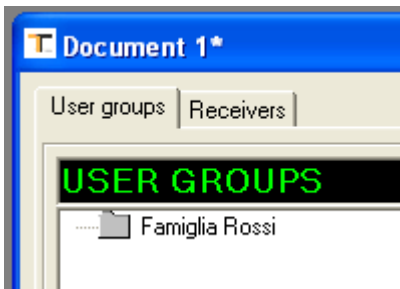 Document 1*
User groups Receivers
USER GROUPS
Famiglia Rossi